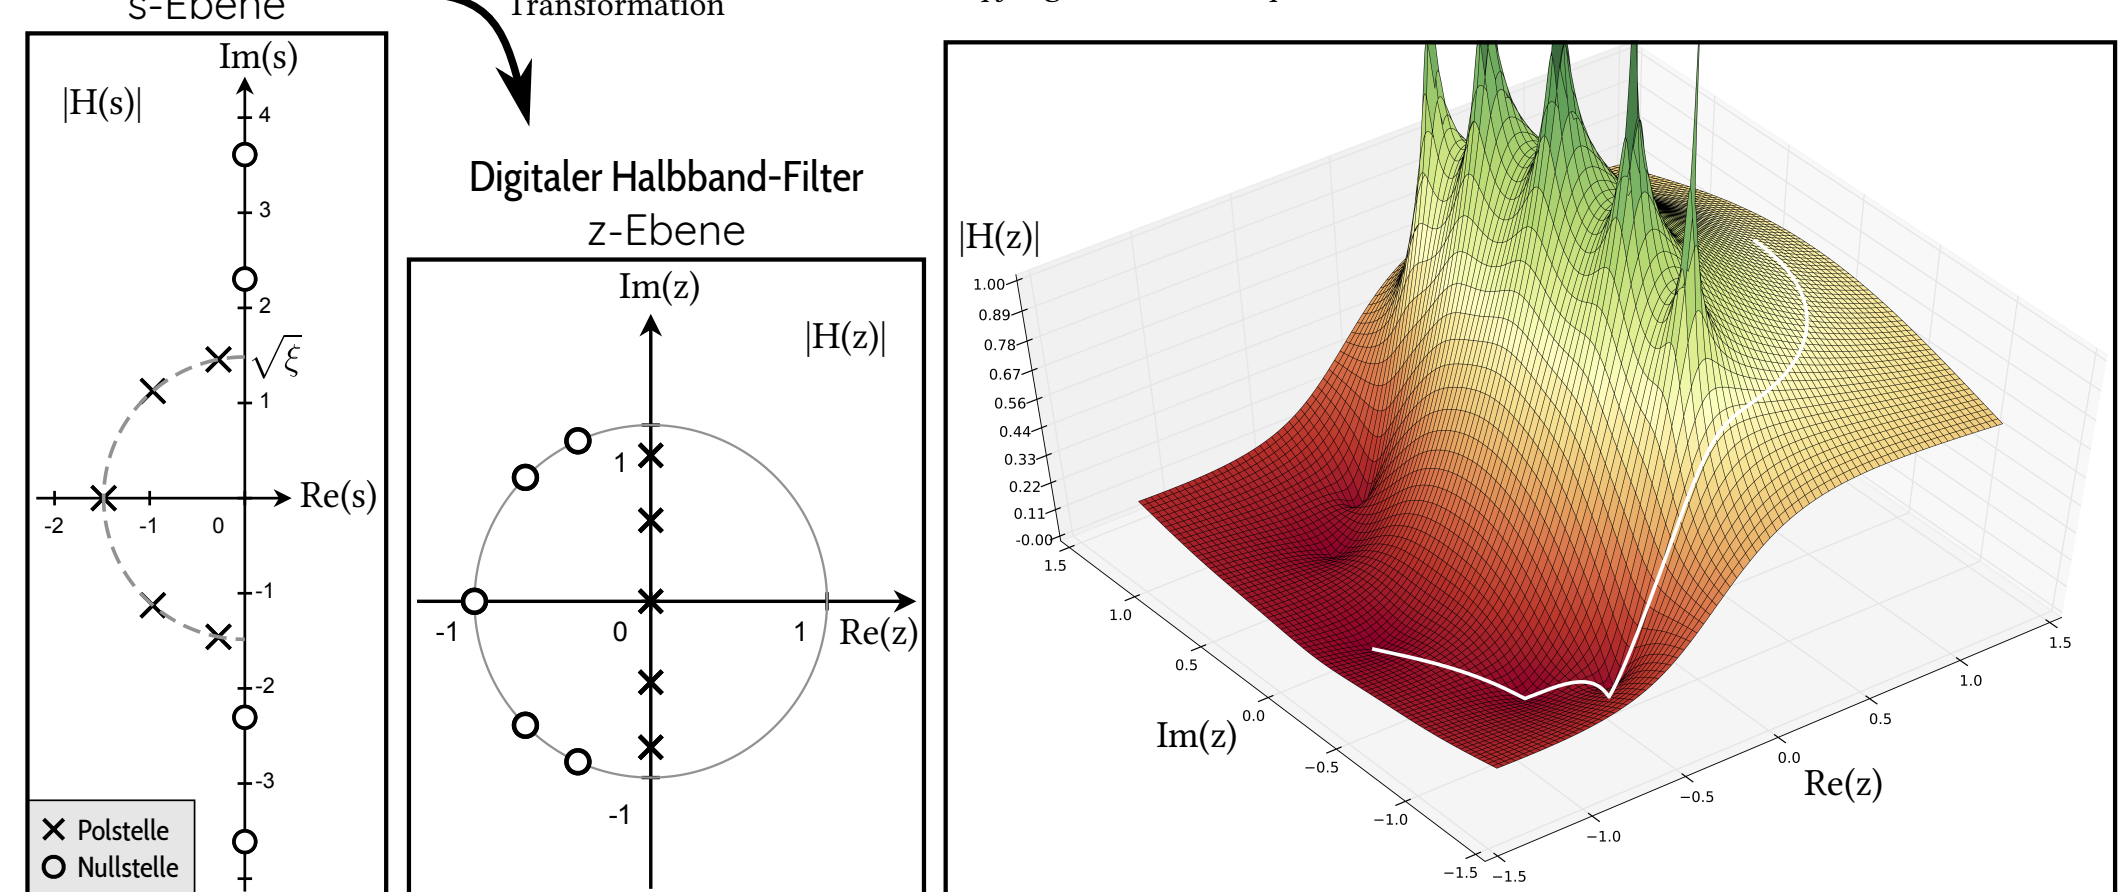 s-Ebene
Transformation
Im(s)
|H(s)|
4
3
2
√ξ
1
Re(s)
-2
-1
0
-1
-2
-3
Polstelle
Nullstelle
Digitaler Halbband-Filter
z-Ebene
Im(z)
|H(z)|
1
-1
0
1
Re(z)
-1
|H(z)|
1.00
0.89
0.78
0.67
0.56
0.44
0.33
0.22
0.11
-0.00
1.5
1.0
0.5
0.0
−0.5
−1.0
−1.5
Im(z)
−1.5
−1.0
−0.5
0.0
0.5
1.0
1.5
Re(z)